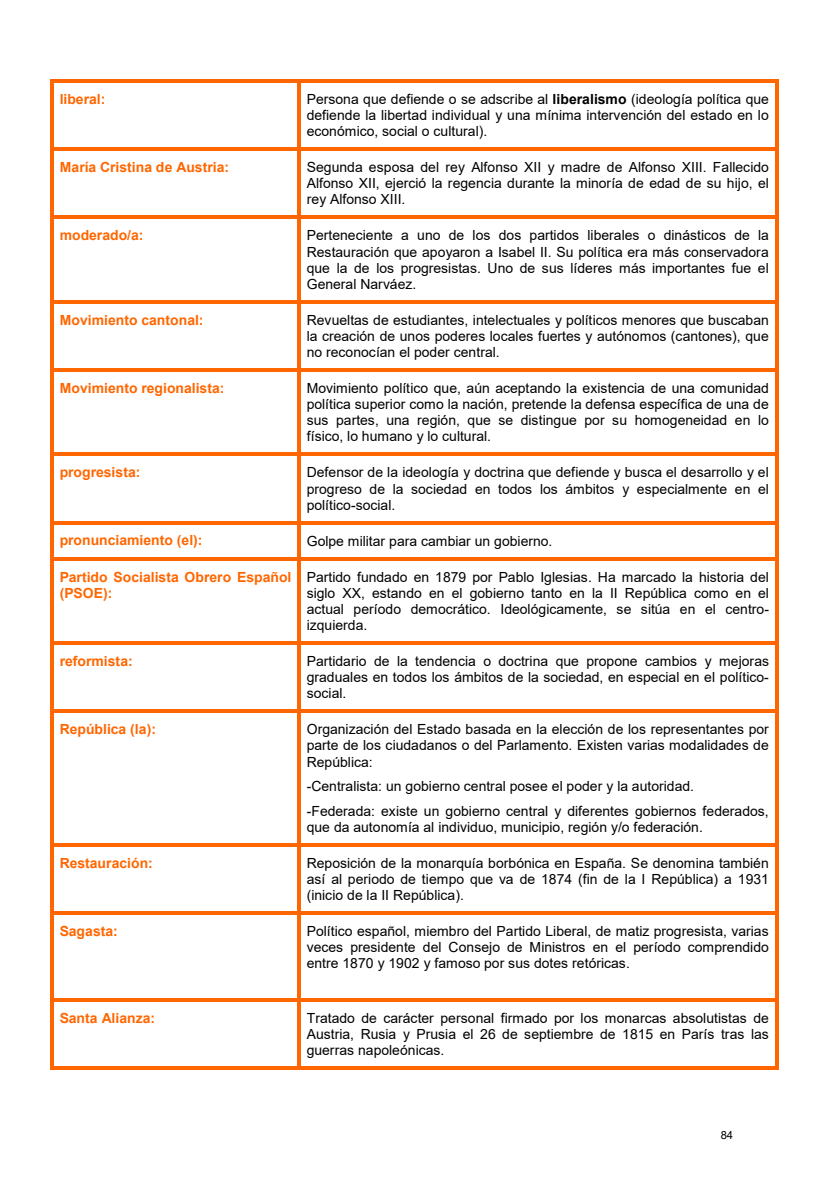 liberal:
Persona que defiende o se adscribe al liberalismo (ideología política que
defiende la libertad individual y una mínima intervención del estado en lo
económico, social o cultural).
María Cristina de Austria:
Segunda esposa del rey Alfonso XII y madre de Alfonso XIII. Fallecido
Alfonso XII, ejerció la regencia durante la minoría de edad de su hijo, el
rey Alfonso XIII.
moderado/a:
Perteneciente a uno de los dos partidos liberales o dinásticos de la
Restauración que apoyaron a Isabel II. Su política era más conservadora
que la de los progresistas. Uno de sus líderes más importantes fue el
General Narváez.
Movimiento cantonal:
Revueltas de estudiantes, intelectuales y políticos menores que buscaban
la creación de unos poderes locales fuertes y autónomos (cantones), que
no reconocían el poder central.
Movimiento regionalista:
Movimiento político que, aún aceptando la existencia de una comunidad
política superior como la nación, pretende la defensa específica de una de
sus partes, una región, que se distingue por su homogeneidad en lo
físico, lo humano y lo cultural.
progresista:
Defensor de la ideología y doctrina que defiende y busca el desarrollo y el
progreso de la sociedad en todos los ámbitos y especialmente en el
político-social.
pronunciamiento (el):
Golpe militar para cambiar un gobierno.
Partido Socialista Obrero Español
(PSOE):
Partido fundado en 1879 por Pablo Iglesias. Ha marcado la historia del
siglo XX, estando en el gobierno tanto en la II República como en el
actual período democrático. Ideológicamente, se sitúa en el centro-
izquierda.
reformista:
Partidario de la tendencia o doctrina que propone cambios y mejoras
graduales en todos los ámbitos de la sociedad, en especial en el político-
social.
República (la):
Organización del Estado basada en la elección de los representantes por
parte de los ciudadanos o del Parlamento. Existen varias modalidades de
República:
-Centralista: un gobierno central posee el poder y la autoridad.
-Federada: existe un gobierno central y diferentes gobiernos federados,
que da autonomía al individuo, municipio, región y/o federación.
Restauración:
Reposición de la monarquía borbónica en España. Se denomina también
así al periodo de tiempo que va de 1874 (fin de la I República) a 1931
(inicio de la II República).
Sagasta:
Político español, miembro del Partido Liberal, de matiz progresista, varias
veces presidente del Consejo de Ministros en el período comprendido
entre 1870 y 1902 y famoso por sus dotes retóricas.
Santa Alianza:
Tratado de carácter personal firmado por los monarcas absolutistas de
Austria, Rusia y Prusia el 26 de septiembre de 1815 en París tras las
guerras napoleónicas.
84